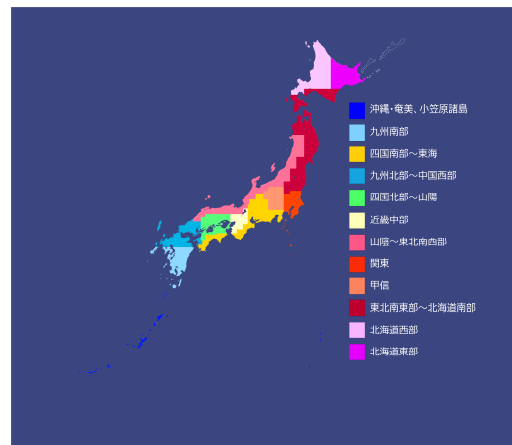 沖縄・奄美、小笠原諸島
九州南部
四国南部～東海
九州北部～中国西部
四国北部～山陽
近畿中部
山陰～東北南西部
関東
甲信
東北南東部～北海道南部
北海道西部
北海道東部